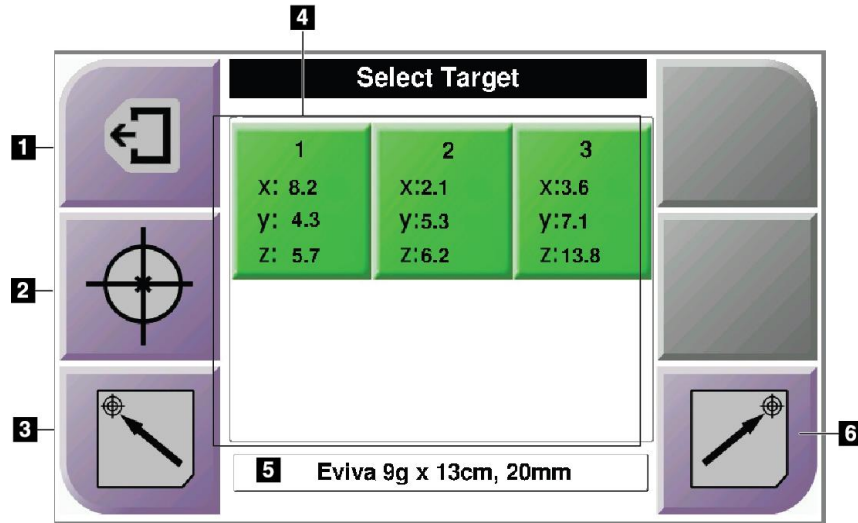 4
Select Target
1
2
3
1 2 3
x: 8.2 x:2.1 x:3.6
y: 4.3 y:5.3 y:7.1
z: 5.7 z:6.2 z:13.8
5 Eviva 9g x 13cm, 20mm
6